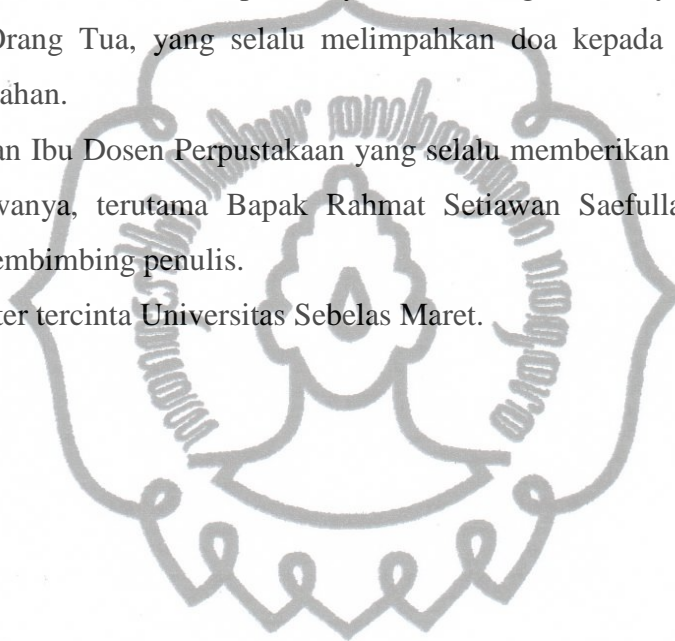 Orang Tua, yang selalu melimpahkan doa kepada
ahan.
an Ibu Dosen Perpustakaan yang selalu memberikan
wanya, terutama Bapak Rahmat Setiawan Saefulla
embimbing penulis.
ter tercinta Universitas Sebelas Maret.